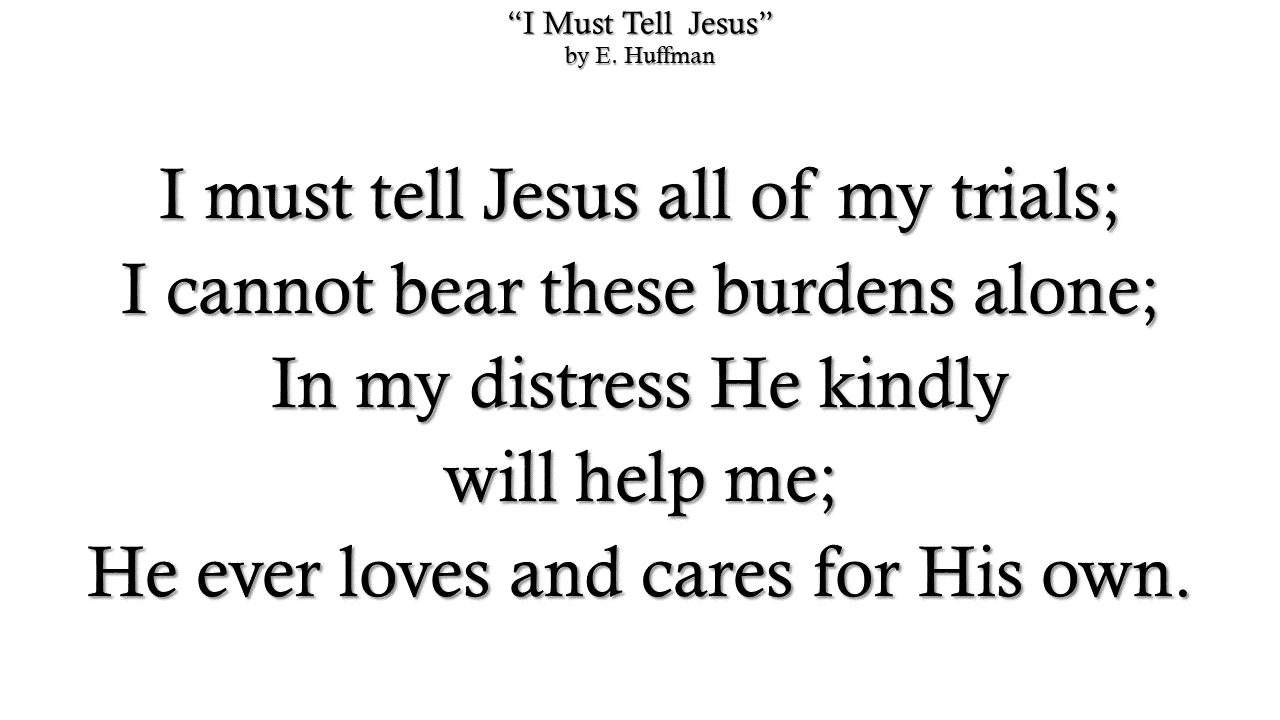 “I Must Tell Jesus”
by E. Huffman
I must tell Jesus all of my trials;
I cannot bear these burdens alone;
In my distress He kindly
will help me;
He ever loves and cares for His own.